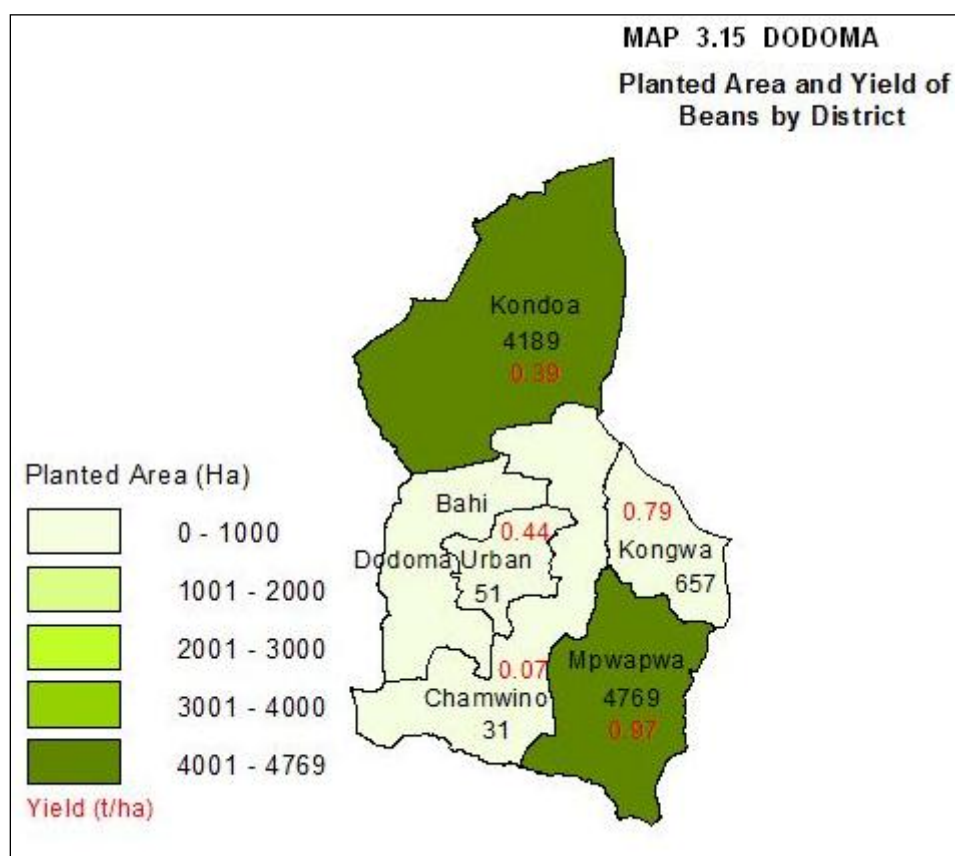 MAP 3.15 DODOMA
Planted Area and Yield of
Beans by District
Kondoa
4189
0.39
Planted Area (Ha)
0 - 1000
1001 - 2000
2001 - 3000
3001 - 4000
4001 - 4769
Yield (t/ha)
Bahi
0.44
Dodoma Urban
51
0.79
Kongwa
657
0.07
Chamwino
31
Mpwapwa
4769
0.97